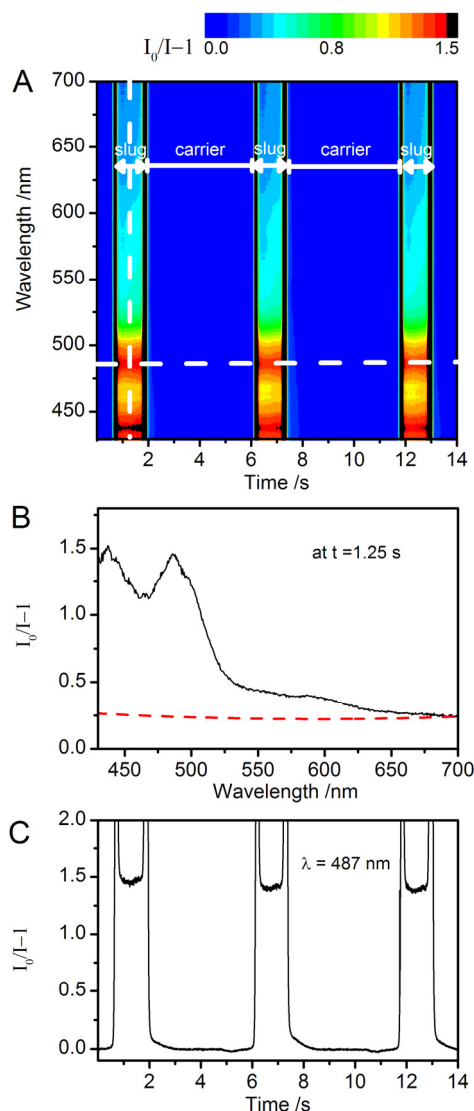 I₀/I−1 0.0 0.8 1.5
A
700
650
600
550
500
450
Wavelength /nm
slug carrier slug carrier slug
2 4 6 8 10 12 14
Time /s
B
at t =1.25 s
1.5
1.0
0.5
0.0
I₀/I−1
450 500 550 600 650 700
Wavelength /nm
C
λ = 487 nm
2.0
1.5
1.0
0.5
0.0
I₀/I−1
2 4 6 8 10 12 14
Time /s